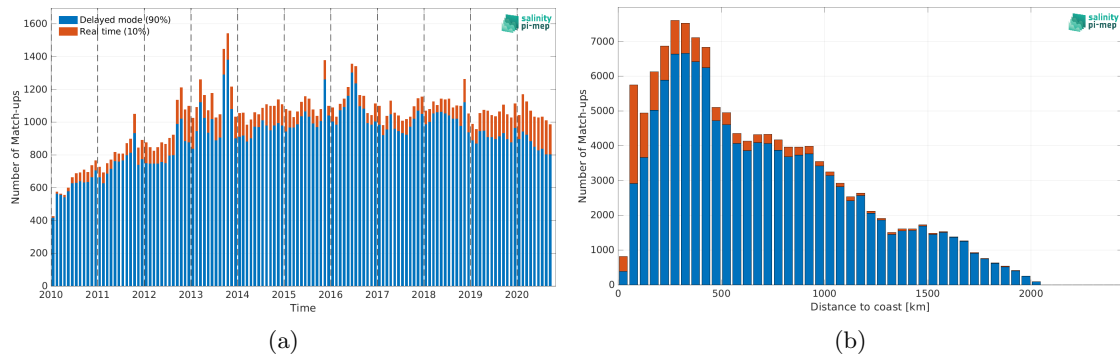 Delayed mode (90%)
Real time (10%)
salinity
pi-mep
1600
1400
1200
1000
800
600
400
200
0
Number of Match-ups
2010 2011 2012 2013 2014 2015 2016 2017 2018 2019 2020
Time
(a)
salinity
pi-mep
7000
6000
5000
4000
3000
2000
1000
0
Number of Match-ups
0 500 1000 1500 2000
Distance to coast [km]
(b)